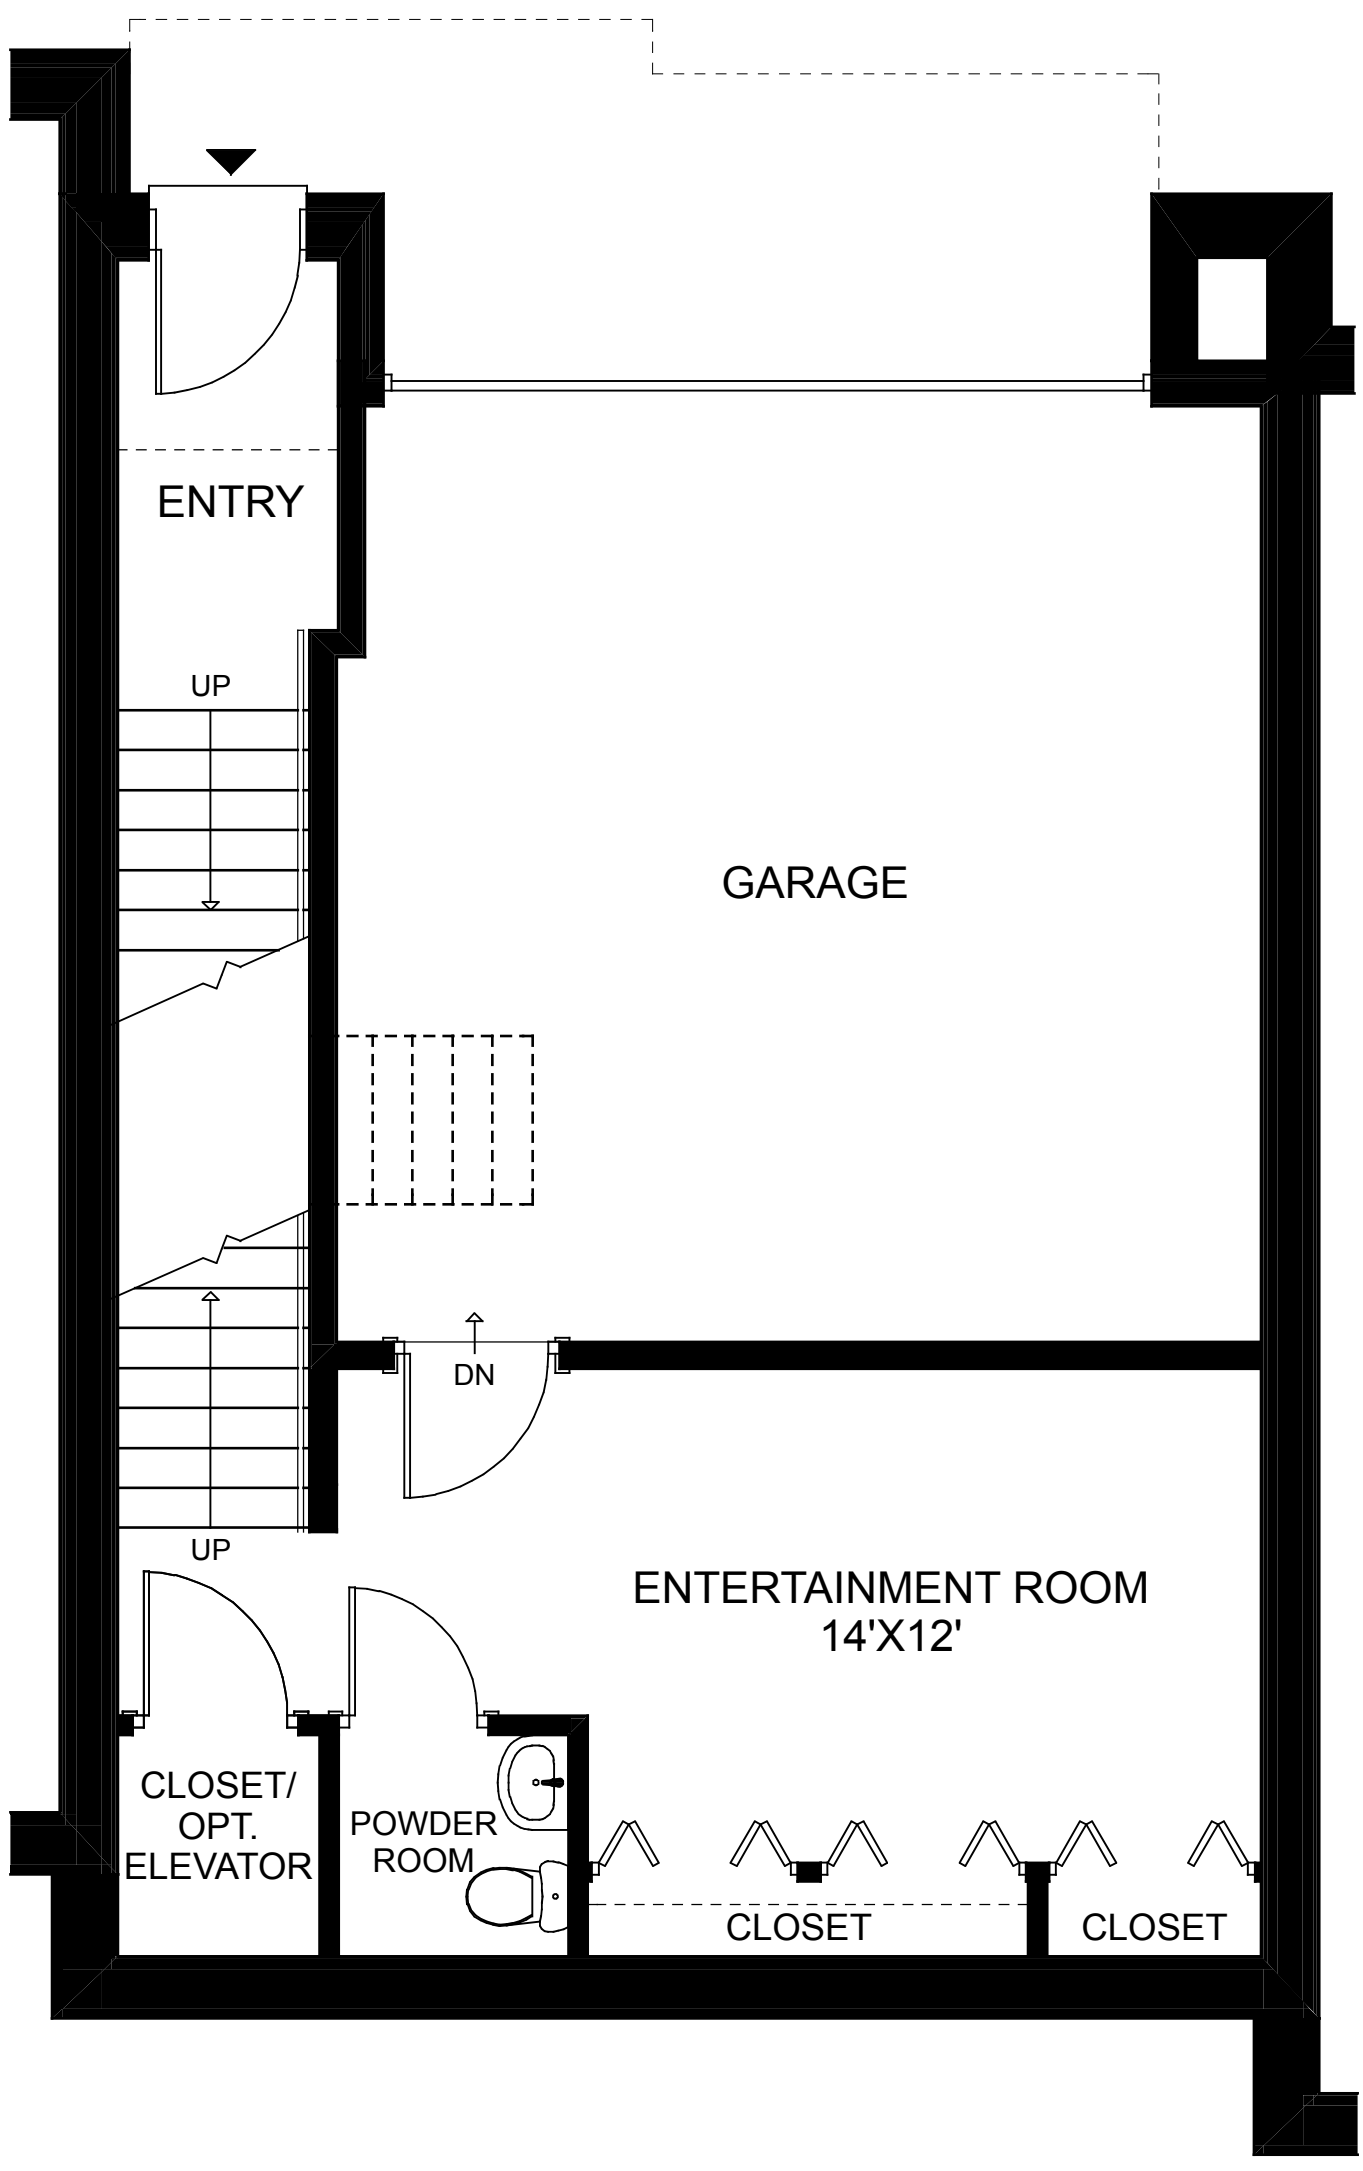 ENTRY
UP
GARAGE
DN
UP
ENTERTAINMENT ROOM
14'X12'
CLOSET/
OPT.
ELEVATOR
POWDER
ROOM
CLOSET
CLOSET